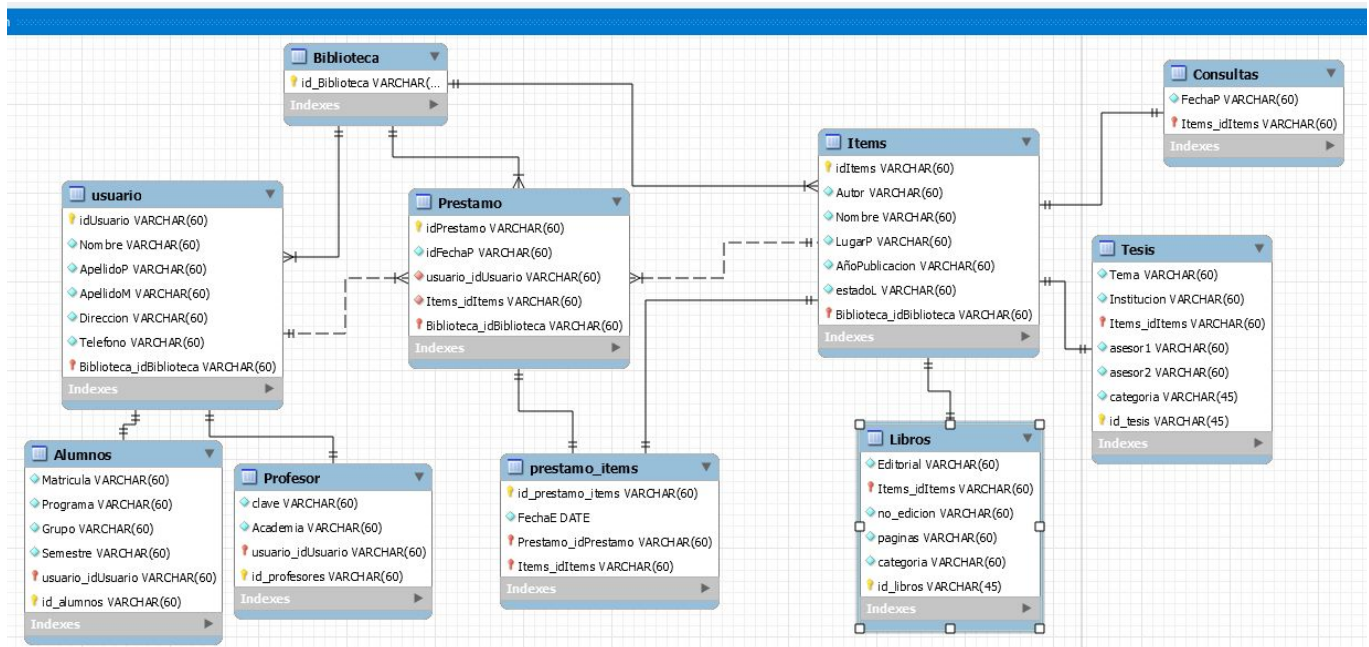 Biblioteca
id_Biblioteca VARCHAR(...
Indexes
usuario
idUsuario VARCHAR(60)
Nombre VARCHAR(60)
ApellidoP VARCHAR(60)
ApellidoM VARCHAR(60)
Direccion VARCHAR(60)
Telefono VARCHAR(60)
Biblioteca_idBiblioteca VARCHAR(60)
Indexes
Prestamo
idPrestamo VARCHAR(60)
idFechaP VARCHAR(60)
usuario_idUsuario VARCHAR(60)
Items_idItems VARCHAR(60)
Biblioteca_idBiblioteca VARCHAR(60)
Indexes
Items
idItems VARCHAR(60)
Autor VARCHAR(60)
Nombre VARCHAR(60)
LugarP VARCHAR(60)
AñoPublicacion VARCHAR(60)
estadoL VARCHAR(60)
Biblioteca_idBiblioteca VARCHAR(60)
Indexes
Consultas
FechaP VARCHAR(60)
Items_idItems VARCHAR(60)
Indexes
Tesis
Tema VARCHAR(60)
Institucion VARCHAR(60)
Items_idItems VARCHAR(60)
asesor1 VARCHAR(60)
asesor2 VARCHAR(60)
categoria VARCHAR(45)
id_tesis VARCHAR(45)
Indexes
Alumnos
Matricula VARCHAR(60)
Programa VARCHAR(60)
Grupo VARCHAR(60)
Semestre VARCHAR(60)
usuario_idUsuario VARCHAR(60)
id_alumnos VARCHAR(60)
Indexes
Profesor
clave VARCHAR(60)
Academia VARCHAR(60)
usuario_idUsuario VARCHAR(60)
id_profesores VARCHAR(60)
Indexes
prestamo_items
id_prestamo_items VARCHAR(60)
FechaE DATE
Prestamo_idPrestamo VARCHAR(60)
Items_idItems VARCHAR(60)
Indexes
Libros
Editorial VARCHAR(60)
Items_idItems VARCHAR(60)
no_edicion VARCHAR(60)
paginas VARCHAR(60)
categoria VARCHAR(60)
id_libros VARCHAR(45)
Indexes